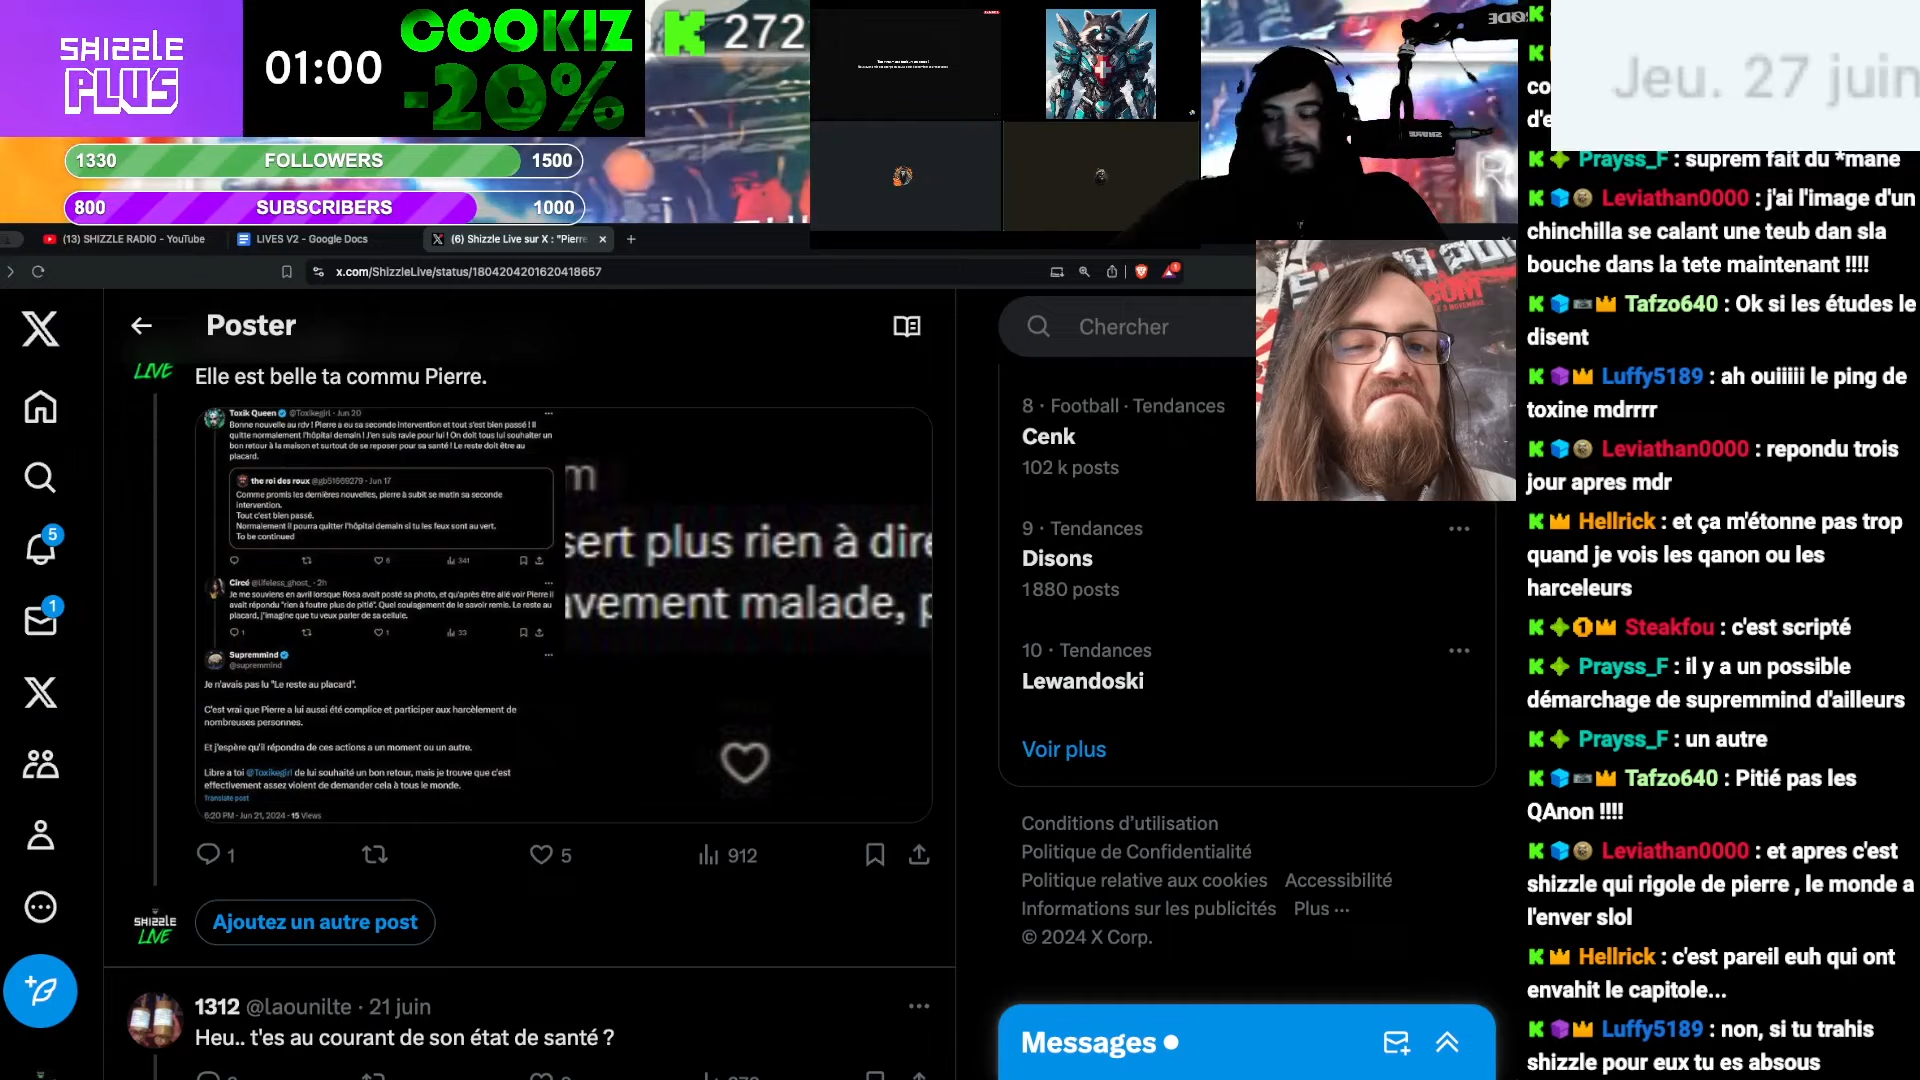 SHIZZLE
PLUS
01:00
COOKIZ
-20%
272
1330 FOLLOWERS 1500
800 SUBSCRIBERS 1000
Jeu. 27 juin
(13) SHIZZLE RADIO - YouTube
LIVES V2 - Google Docs
(6) Shizzle Live sur X : "Pierre
x.com/ShizzleLive/status/1804204201620418657
Poster
LIVE
Elle est belle ta commu Pierre.
Toxik Queen @Toxikegirl · Jun 20
Bonne nouvelle au rdv ! Pierre a eu sa seconde intervention et tout s'est bien passé ! Il
quitte normalement l'hôpital demain ! J'en suis ravie pour lui ! On doit tous lui souhaiter un
bon retour à la maison et surtout de se reposer pour sa santé ! Le reste doit être au
placard.
the roi des roux @gb51669279 · Jun 17
Comme promis les dernières nouvelles, pierre à subit se matin sa seconde
intervention.
Tout c'est bien passé.
Normalement il pourra quitter l'hôpital demain si tu les feux sont au vert.
To be continued
6
341
Circé @lifeless_ghost_ · 2h
Je me souviens en avril lorsque Rosa avait posté sa photo, et qu'après être allé voir Pierre il
avait répondu "rien à foutre plus de pitié". Quel soulagement de le savoir remis. Le reste au
placard, j'imagine que tu veux parler de sa cellule.
1
1
33
Supremmind
@supremmind
Je n'avais pas lu "Le reste au placard".
C'est vrai que Pierre a lui aussi été complice et participer aux harcèlement de
nombreuses personnes.
Et j'espère qu'il répondra de ces actions a un moment ou un autre.
Libre a toi @Toxikegirl de lui souhaité un bon retour, mais je trouve que c'est
effectivement assez violent de demander cela à tous le monde.
Translate post
6:20 PM · Jun 21, 2024 · 15 Views
m
sert plus rien à dire
avement malade, p
1
5
912
SHIZZLE
LIVE
Ajoutez un autre post
1312 @laounilte · 21 juin
Heu.. t'es au courant de son état de santé ?
5
1
Chercher
8 · Football · Tendances
Cenk
102 k posts
9 · Tendances
Disons
1 880 posts
10 · Tendances
Lewandoski
Voir plus
Conditions d'utilisation
Politique de Confidentialité
Politique relative aux cookies Accessibilité
Informations sur les publicités Plus ···
© 2024 X Corp.
Messages
co
d'e
Prayss_F : suprem fait du *mane
Leviathan0000 : j'ai l'image d'un
chinchilla se calant une teub dan sla
bouche dans la tete maintenant !!!!
Tafzo640 : Ok si les études le
disent
Luffy5189 : ah ouiiiii le ping de
toxine mdrrrr
Leviathan0000 : repondu trois
jour apres mdr
Hellrick : et ça m'étonne pas trop
quand je vois les qanon ou les
harceleurs
Steakfou : c'est scripté
Prayss_F : il y a un possible
démarchage de supremmind d'ailleurs
Prayss_F : un autre
Tafzo640 : Pitié pas les
QAnon !!!!
Leviathan0000 : et apres c'est
shizzle qui rigole de pierre , le monde a
l'enver slol
Hellrick : c'est pareil euh qui ont
envahit le capitole...
Luffy5189 : non, si tu trahis
shizzle pour eux tu es absous